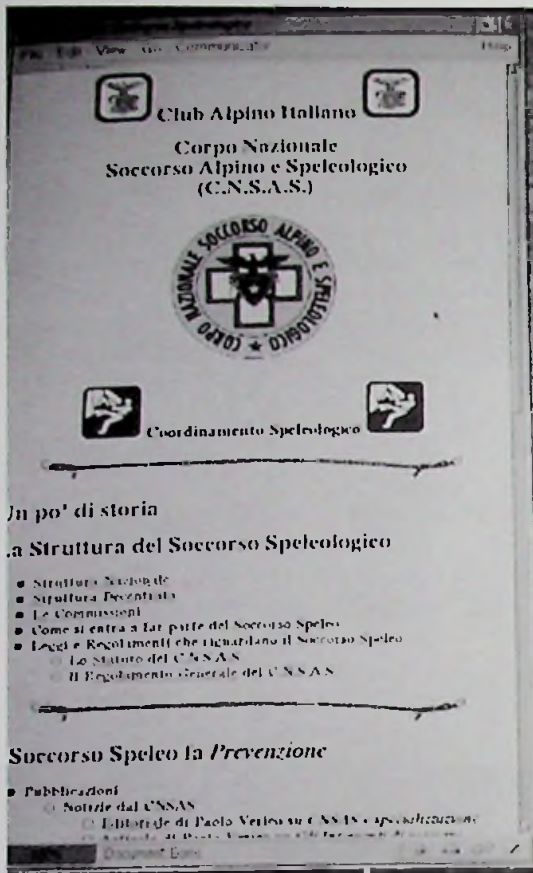 Speleologico
File Edit View Go Communicator Help
Club Alpino Italiano
Corpo Nazionale
Soccorso Alpino e Speleologico
(C.N.S.A.S.)
CORPO NAZIONALE SOCCORSO ALPINO E SPELEOLOGICO
Coordinamento Speleologico
Un po' di storia
La Struttura del Soccorso Speleologico
Struttura Nazionale
Struttura Decentrata
Le Commissioni
Come si entra a far parte del Soccorso Speleo
Leggi e Regolamenti che riguardano il Soccorso Speleo
Lo Statuto del C.N.S.A.S.
Il Regolamento Generale del C.N.S.A.S.
Soccorso Speleo fa Prevenzione
Pubblicazioni
Notizie dal CNSAS
Editoriale di Paolo Verico su CNSAS e specializzazione
Document Done